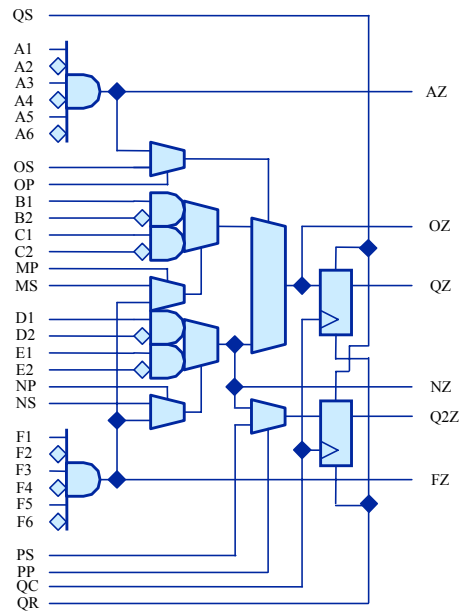 QS
A1
A2
A3
A4
A5
A6
AZ
OS
OP
B1
B2
C1
C2
OZ
MP
MS
QZ
D1
D2
E1
E2
NP
NS
NZ
Q2Z
F1
F2
F3
F4
F5
F6
FZ
PS
PP
QC
QR